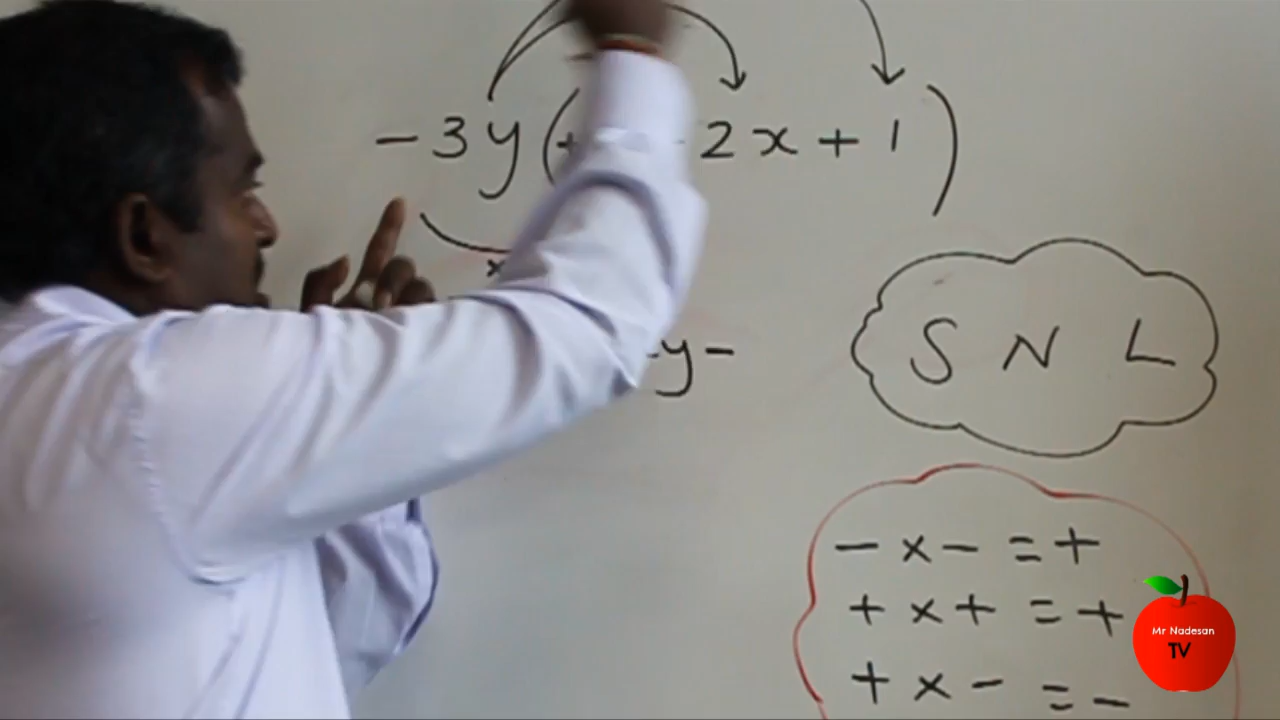 -3y(+ 2x + 1)
x
y-
S N L
- x - = +
+ x + = +
+ x - = -
Mr Nadesan
TV